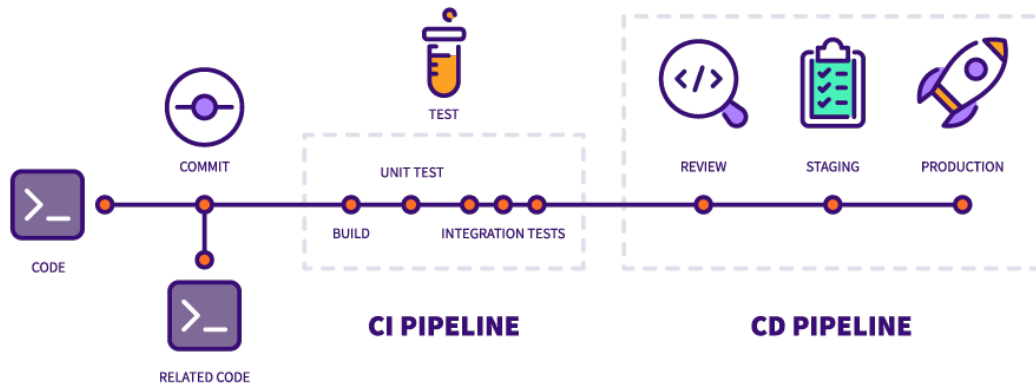 TEST
COMMIT
REVIEW
STAGING
PRODUCTION
UNIT TEST
BUILD
INTEGRATION TESTS
CODE
CI PIPELINE
CD PIPELINE
RELATED CODE